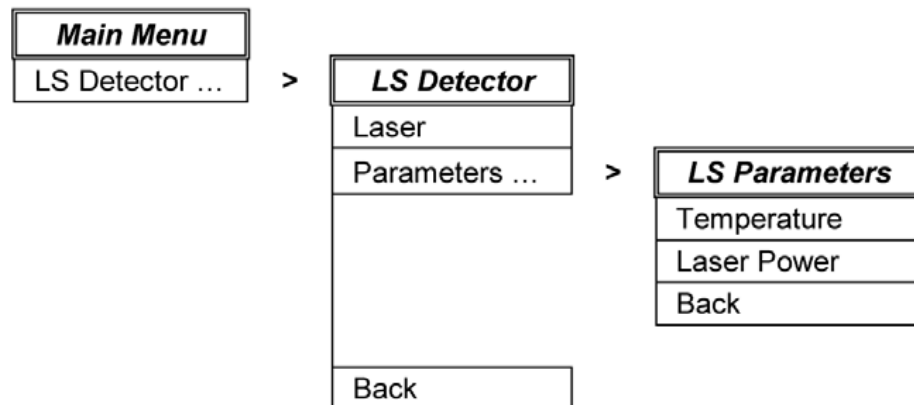 Main Menu
LS Detector ...
>
LS Detector
Laser
Parameters ...
>
LS Parameters
Temperature
Laser Power
Back
Back